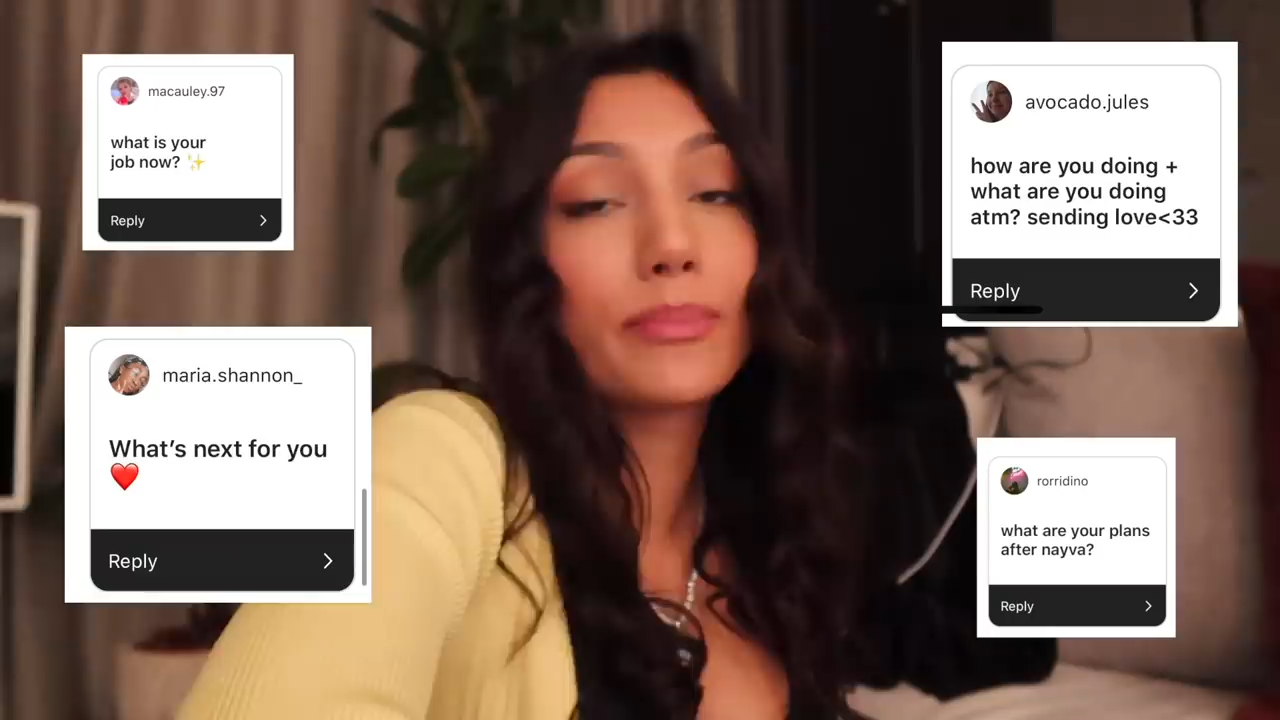 macauley.97
what is your
job now? ✨
Reply
avocado.jules
how are you doing +
what are you doing
atm? sending love<33
Reply
maria.shannon_
What's next for you
❤️
Reply
rorridino
what are your plans
after nayva?
Reply